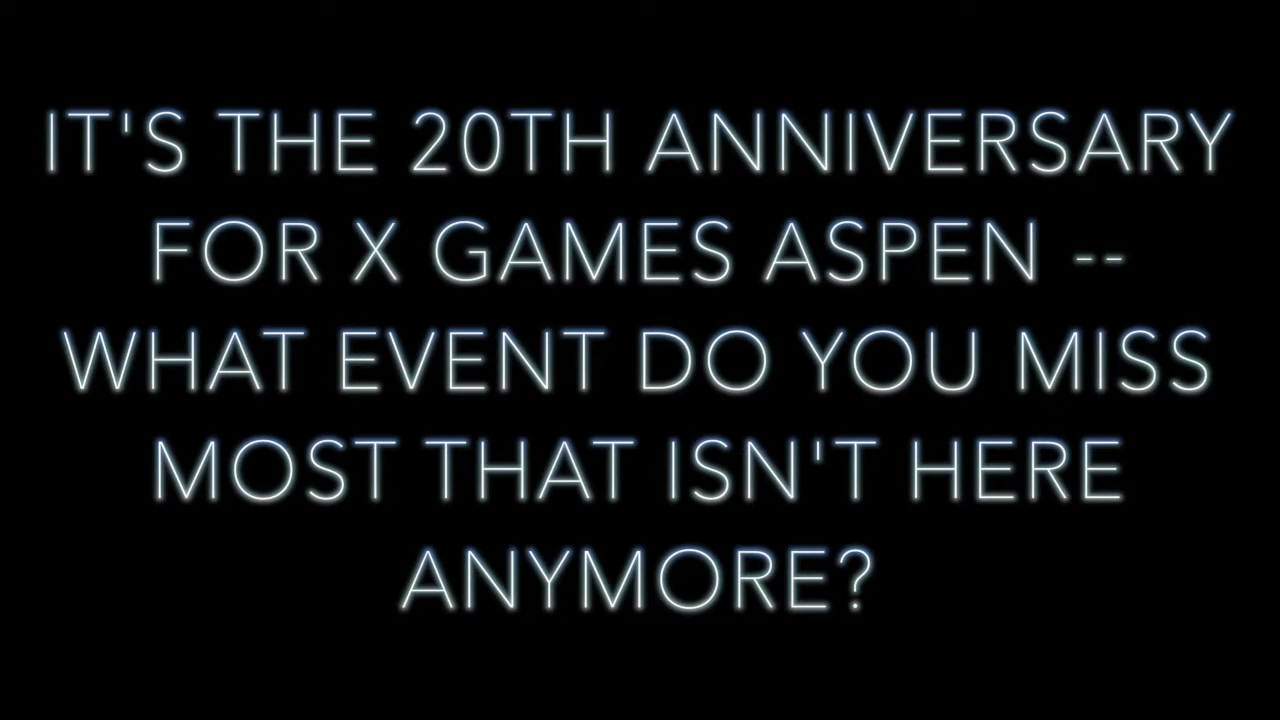 IT'S THE 20TH ANNIVERSARY
FOR X GAMES ASPEN --
WHAT EVENT DO YOU MISS
MOST THAT ISN'T HERE
ANYMORE?